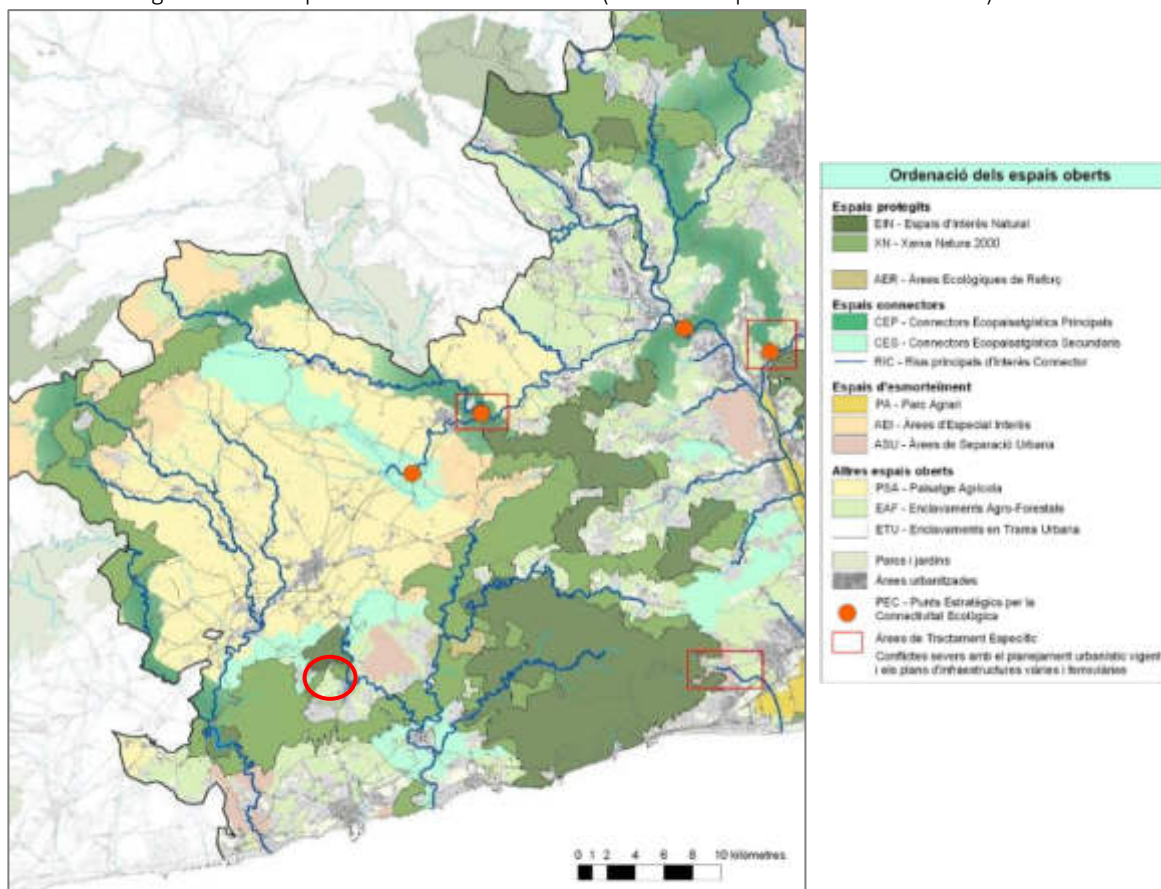 Ordenació dels espais oberts
Espais protegits
EIN - Espais d'Interès Natural
XN - Xarxa Natura 2000
AER - Àrees Ecològiques de Reforç
Espais connectors
CEP - Connectors Ecopaisatgístics Principals
CES - Connectors Ecopaisatgístics Secundaris
RIC - Rius principals d'Interès Connector
Espais d'esmorteïment
PA - Parc Agrari
AEI - Àrees d'Especial Interès
ASU - Àrees de Separació Urbana
Altres espais oberts
PSA - Paisatge Agrícola
EAF - Enclavaments Agro-Forestals
ETU - Enclavaments en Trama Urbana
Parcs i jardins
Àrees urbanitzades
PEC - Punts Estratègics per la
Connectivitat Ecològica
Àrees de Tractament Específic
Conflictes severs amb el planejament urbanístic vigent
i els plans d'infraestructures viàries i ferroviàries
0 1 2 4 6 8 10 kilòmetres